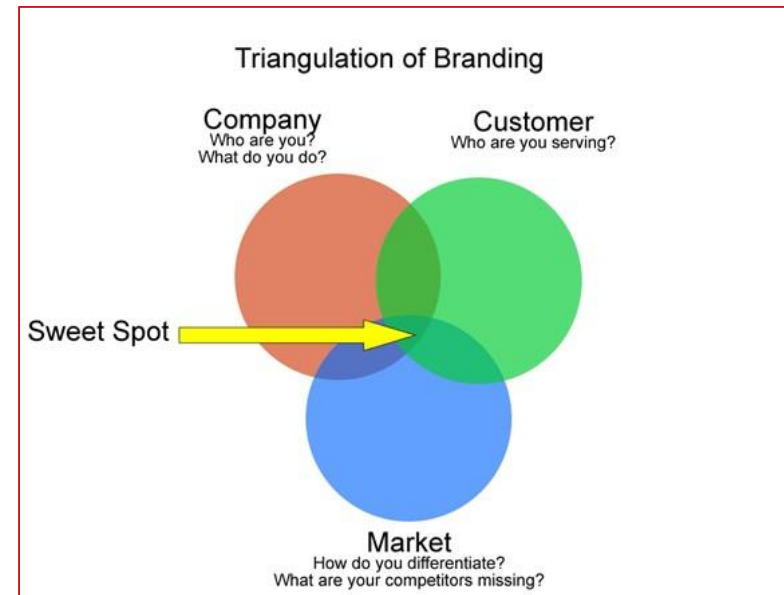 Triangulation of Branding
Company
Who are you?
What do you do?
Customer
Who are you serving?
Sweet Spot
Market
How do you differentiate?
What are your competitors missing?